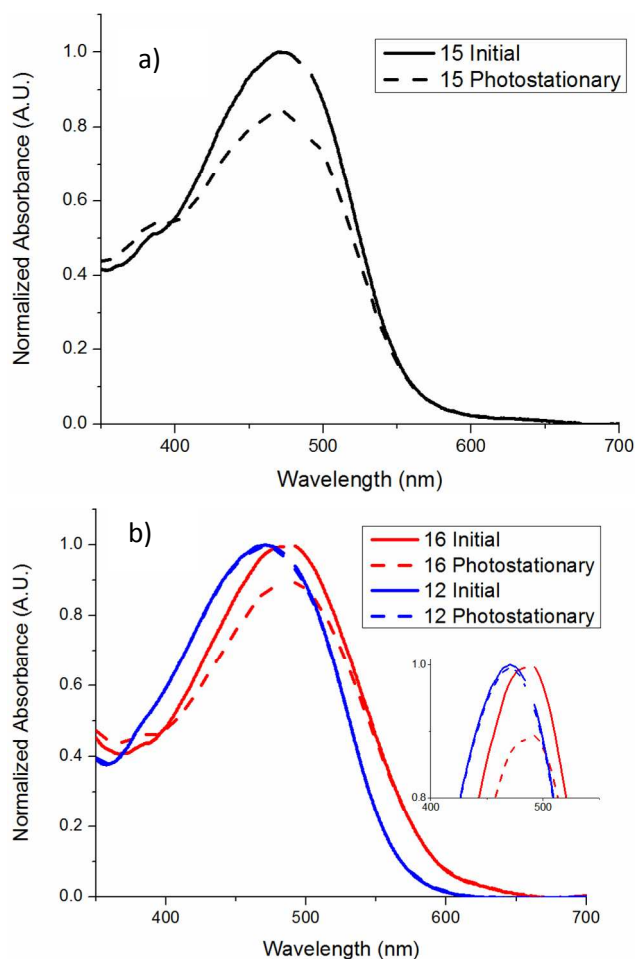 a)
15 Initial
15 Photostationary
Normalized Absorbance (A.U.)
1.0
0.8
0.6
0.4
0.2
0.0
400
500
600
700
Wavelength (nm)
b)
16 Initial
16 Photostationary
12 Initial
12 Photostationary
Normalized Absorbance (A.U.)
1.0
0.8
0.6
0.4
0.2
0.0
1.0
0.8
400
500
400
500
600
700
Wavelength (nm)